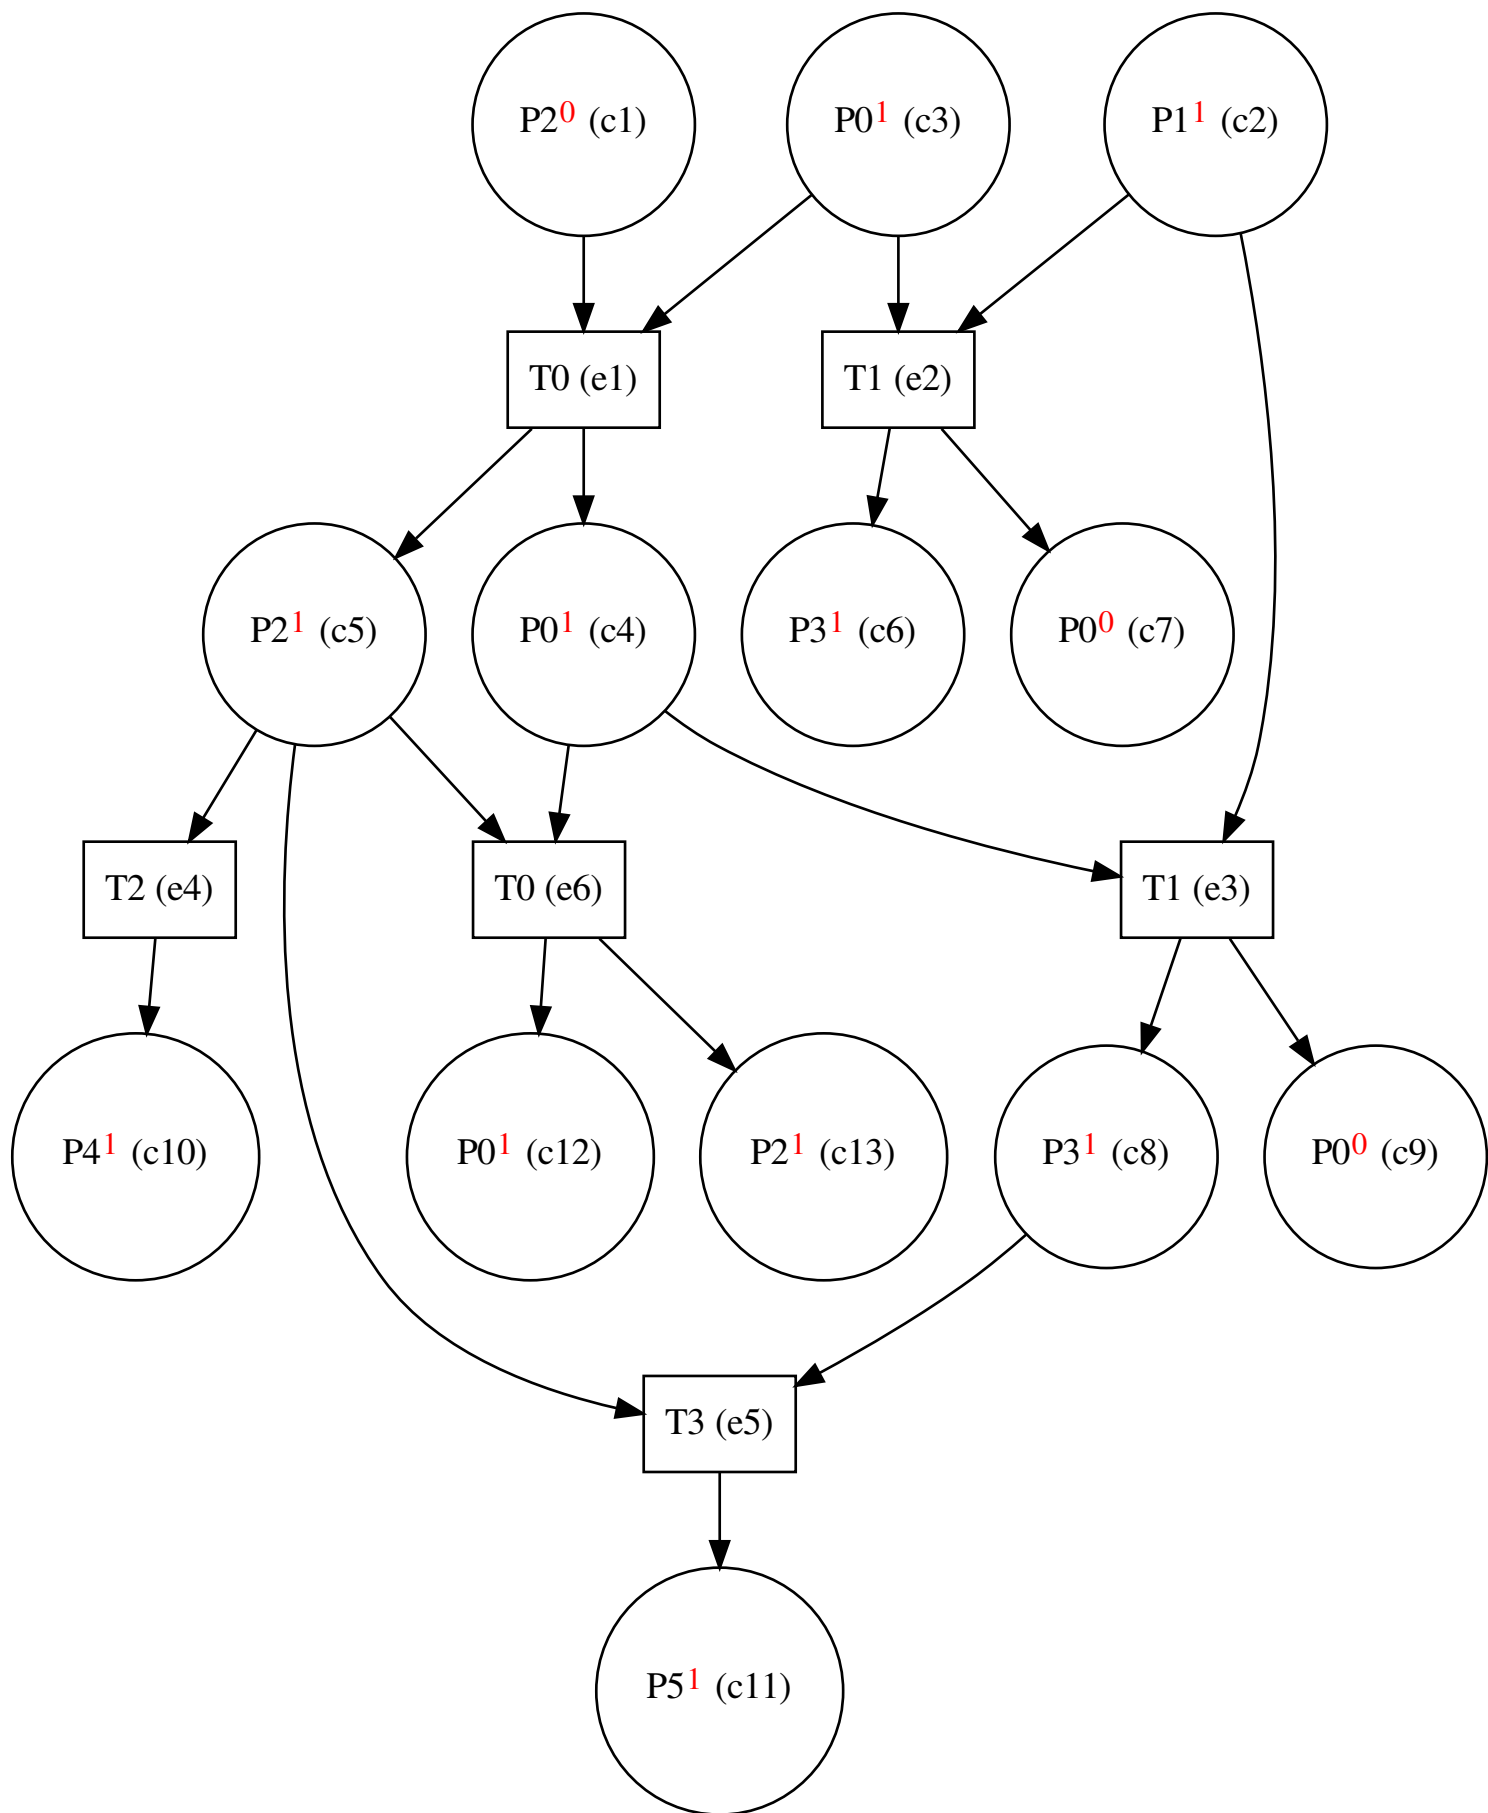 P2⁰ (c1)
P0¹ (c3)
P1¹ (c2)
T0 (e1)
T1 (e2)
P2¹ (c5)
P0¹ (c4)
P3¹ (c6)
P0⁰ (c7)
T2 (e4)
T0 (e6)
T1 (e3)
P4¹ (c10)
P0¹ (c12)
P2¹ (c13)
P3¹ (c8)
P0⁰ (c9)
T3 (e5)
P5¹ (c11)